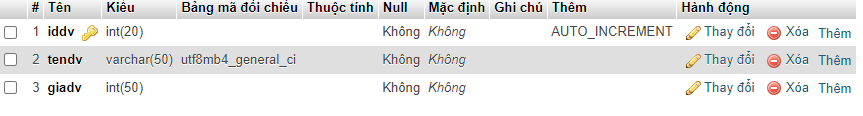 # Tên Kiểu Bảng mã đối chiếu Thuộc tính Null Mặc định Ghi chú Thêm Hành động
1 iddv int(20) Không Không AUTO_INCREMENT Thay đổi Xóa Thêm
2 tendv varchar(50) utf8mb4_general_ci Không Không Thay đổi Xóa Thêm
3 giadv int(50) Không Không Thay đổi Xóa Thêm